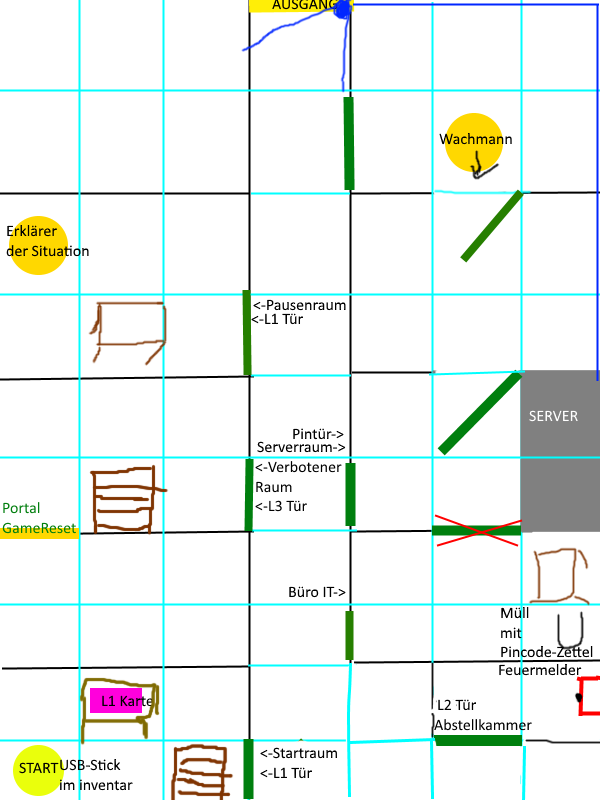 AUSGANG
Wachmann
Erklärer
der Situation
<-Pausenraum
<-L1 Tür
SERVER
Pintür->
Serverraum->
<-Verbotener
Raum
<-L3 Tür
Portal
GameReset
Büro IT->
Müll
mit
Pincode-Zettel
Feuermelder
L1 Karte
L2 Tür
Abstellkammer
START
USB-Stick
im inventar
<-Startraum
<-L1 Tür